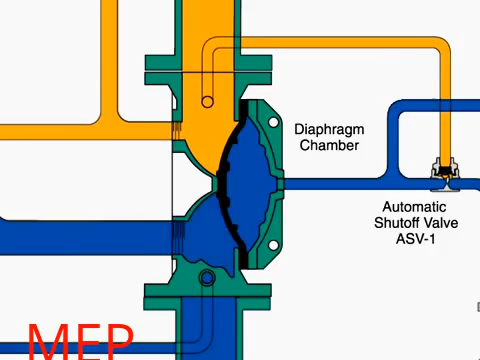 Diaphragm
Chamber
Automatic
Shutoff Valve
ASV-1
MEP